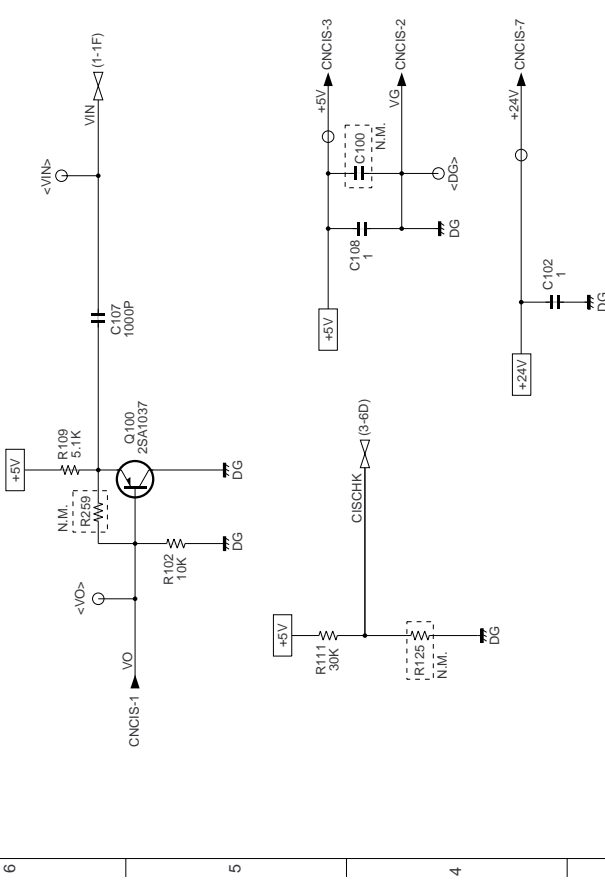 +5V
R109
5.1K
N.M.
R259
Q100
2SA1037
DG
R102
10K
DG
<VO>
VO
CNCIS-1
C107
1000P
<VIN>
VIN
(1-1F)
+5V
R111
30K
R125
N.M.
DG
CISCHK
(3-6D)
+5V
C108
1
C100
N.M.
DG
<DG>
+5V
CNCIS-3
VG
CNCIS-2
+24V
C102
1
DG
+24V
CNCIS-7
6
5
4